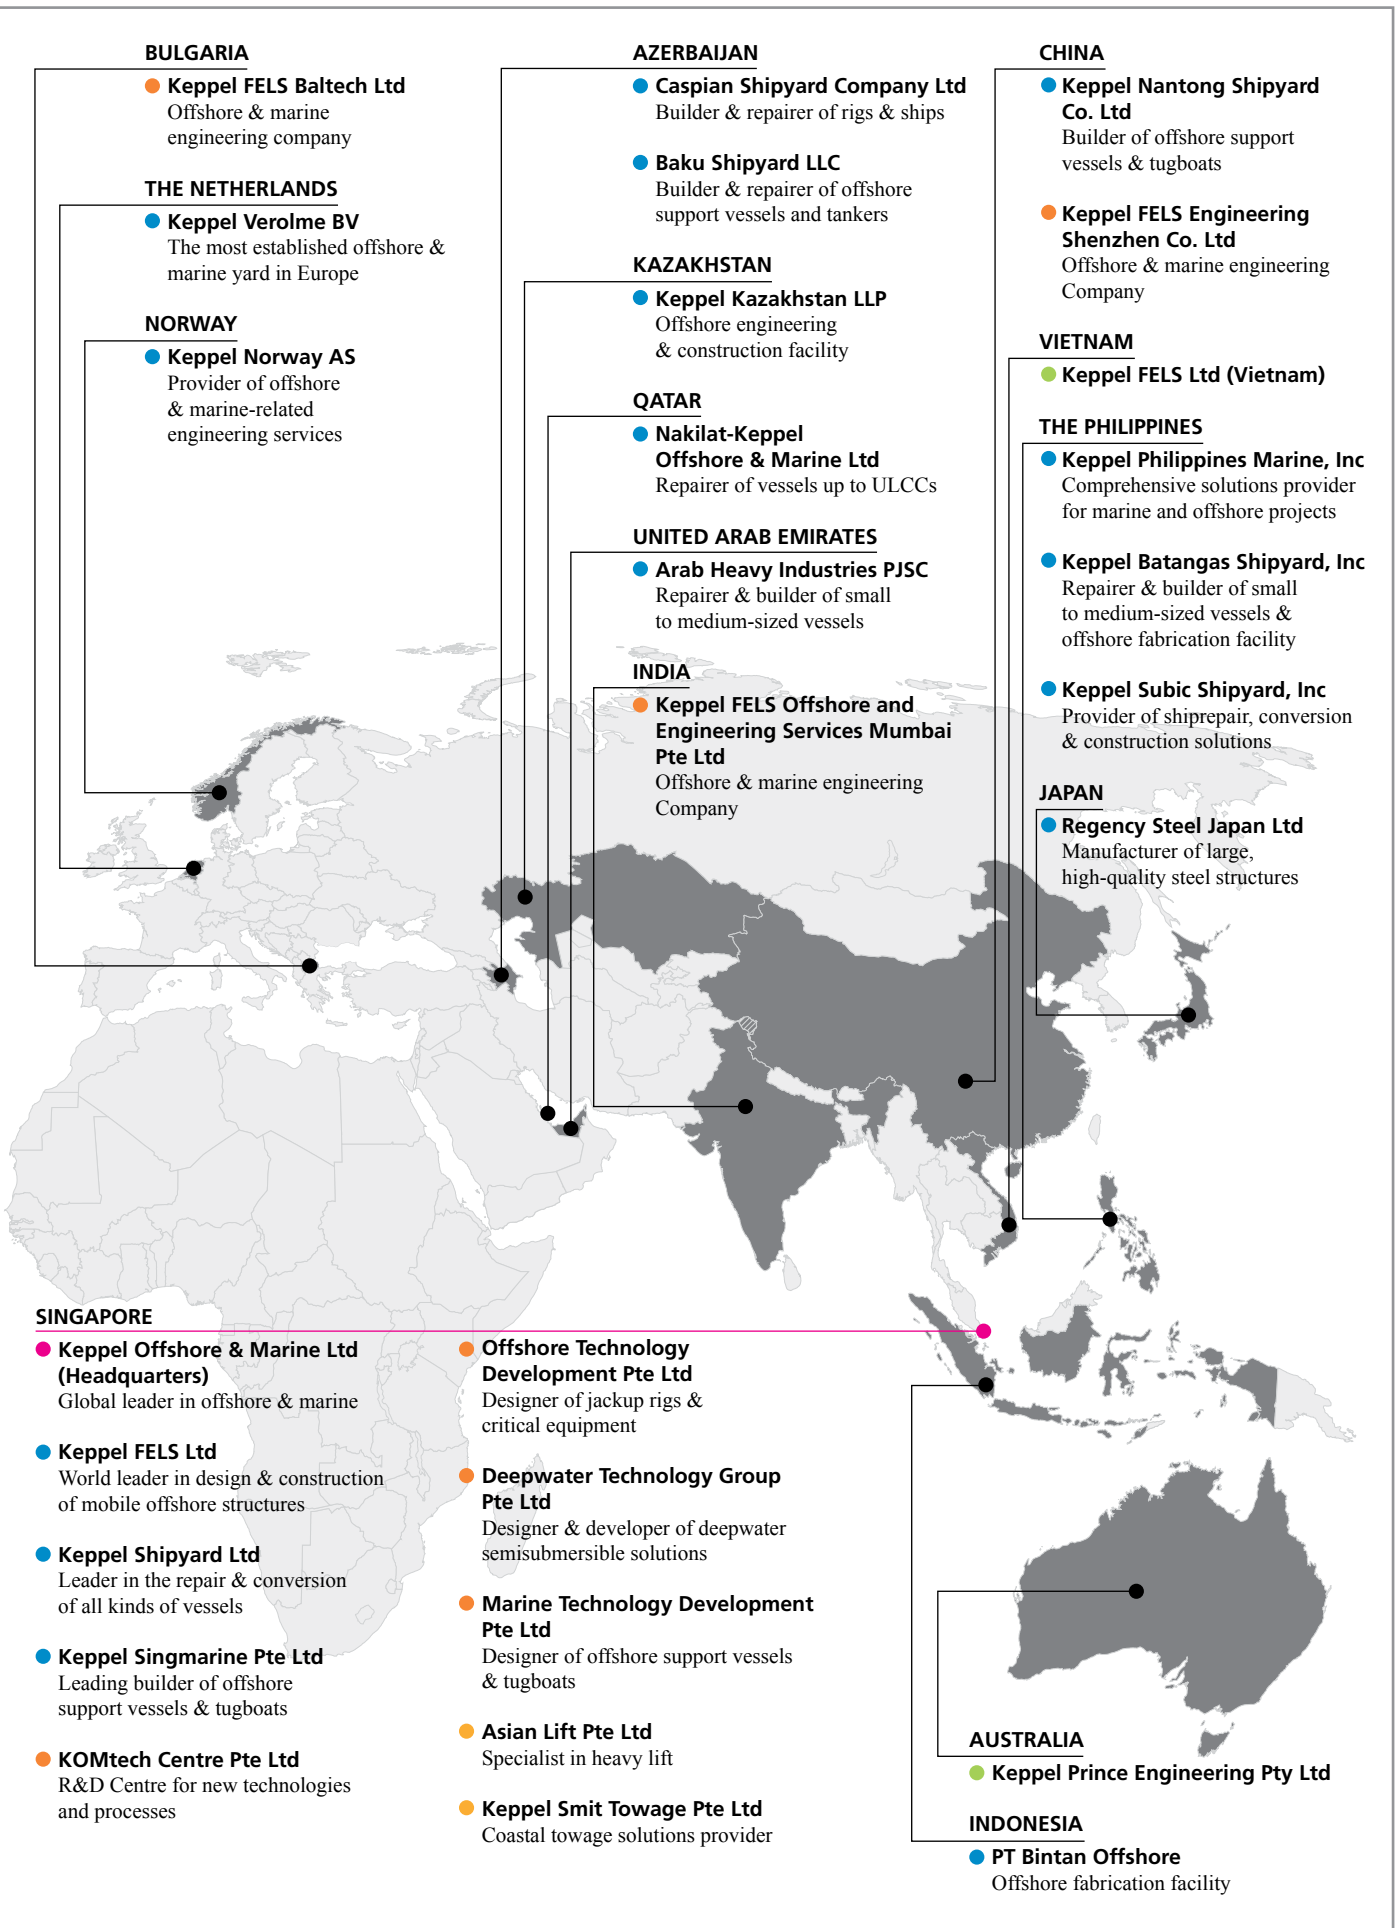 BULGARIA
Keppel FELS Baltech Ltd
Offshore & marine
engineering company
THE NETHERLANDS
Keppel Verolme BV
The most established offshore &
marine yard in Europe
NORWAY
Keppel Norway AS
Provider of offshore
& marine-related
engineering services
AZERBAIJAN
Caspian Shipyard Company Ltd
Builder & repairer of rigs & ships
Baku Shipyard LLC
Builder & repairer of offshore
support vessels and tankers
KAZAKHSTAN
Keppel Kazakhstan LLP
Offshore engineering
& construction facility
QATAR
Nakilat-Keppel
Offshore & Marine Ltd
Repairer of vessels up to ULCCs
UNITED ARAB EMIRATES
Arab Heavy Industries PJSC
Repairer & builder of small
to medium-sized vessels
INDIA
Keppel FELS Offshore and
Engineering Services Mumbai
Pte Ltd
Offshore & marine engineering
Company
CHINA
Keppel Nantong Shipyard
Co. Ltd
Builder of offshore support
vessels & tugboats
Keppel FELS Engineering
Shenzhen Co. Ltd
Offshore & marine engineering
Company
VIETNAM
Keppel FELS Ltd (Vietnam)
THE PHILIPPINES
Keppel Philippines Marine, Inc
Comprehensive solutions provider
for marine and offshore projects
Keppel Batangas Shipyard, Inc
Repairer & builder of small
to medium-sized vessels &
offshore fabrication facility
Keppel Subic Shipyard, Inc
Provider of shiprepair, conversion
& construction solutions
JAPAN
Regency Steel Japan Ltd
Manufacturer of large,
high-quality steel structures
SINGAPORE
Keppel Offshore & Marine Ltd
(Headquarters)
Global leader in offshore & marine
Keppel FELS Ltd
World leader in design & construction
of mobile offshore structures
Keppel Shipyard Ltd
Leader in the repair & conversion
of all kinds of vessels
Keppel Singmarine Pte Ltd
Leading builder of offshore
support vessels & tugboats
KOMtech Centre Pte Ltd
R&D Centre for new technologies
and processes
Offshore Technology
Development Pte Ltd
Designer of jackup rigs &
critical equipment
Deepwater Technology Group
Pte Ltd
Designer & developer of deepwater
semisubmersible solutions
Marine Technology Development
Pte Ltd
Designer of offshore support vessels
& tugboats
Asian Lift Pte Ltd
Specialist in heavy lift
Keppel Smit Towage Pte Ltd
Coastal towage solutions provider
AUSTRALIA
Keppel Prince Engineering Pty Ltd
INDONESIA
PT Bintan Offshore
Offshore fabrication facility